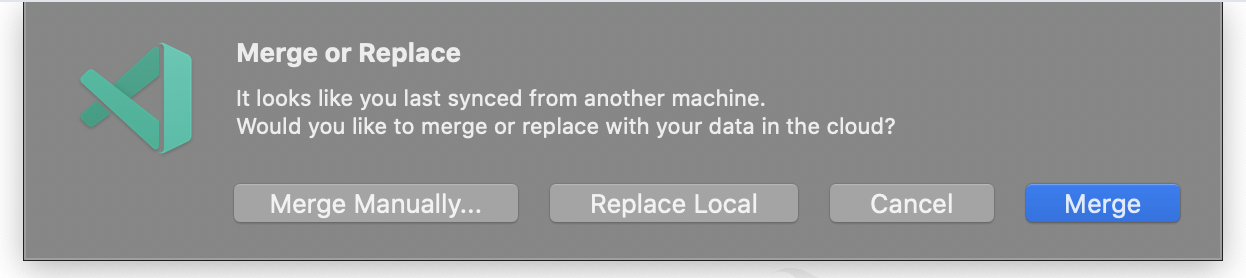 Merge or Replace
It looks like you last synced from another machine.
Would you like to merge or replace with your data in the cloud?
Merge Manually...
Replace Local
Cancel
Merge